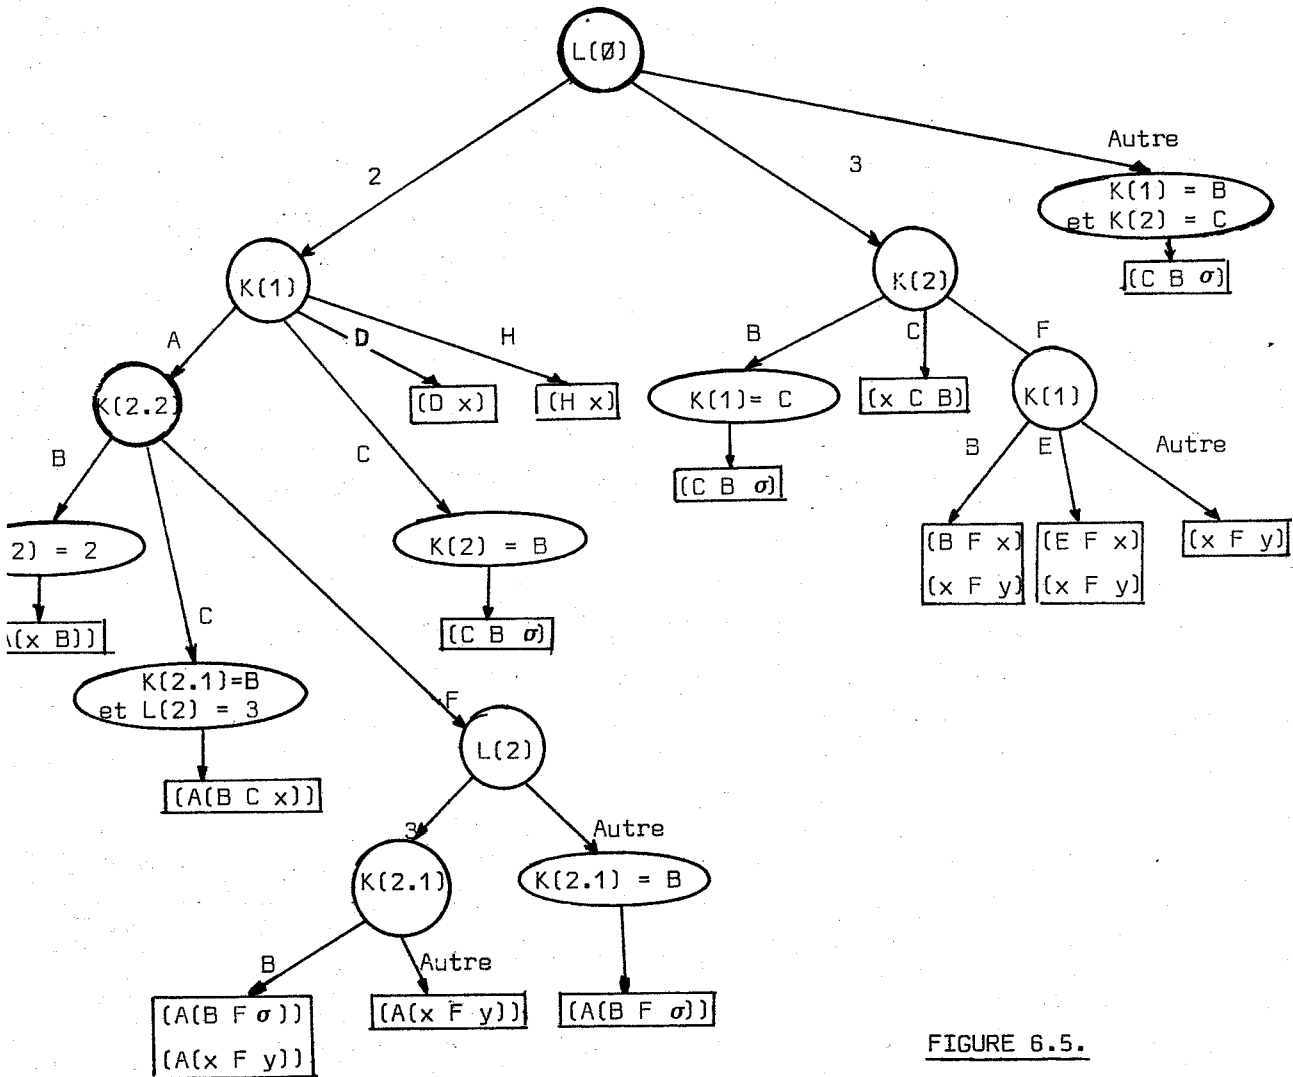 L(Ø)
2
3
Autre
K(1) = B
et K(2) = C
(C B σ)
K(1)
K(2)
A
D
H
C
B
C
F
K(2.2)
(D x)
(H x)
K(1)= C
(x C B)
K(1)
B
C
F
B
E
Autre
(C B σ)
2) = 2
K(2) = B
(B F x)
(x F y)
(E F x)
(x F y)
(x F y)
(x B))
(C B σ)
K(2.1)=B
et L(2) = 3
L(2)
(A(B C x))
3
Autre
K(2.1)
K(2.1) = B
B
Autre
(A(B F σ))
(A(x F y))
(A(x F y))
(A(B F σ))
FIGURE 6.5.